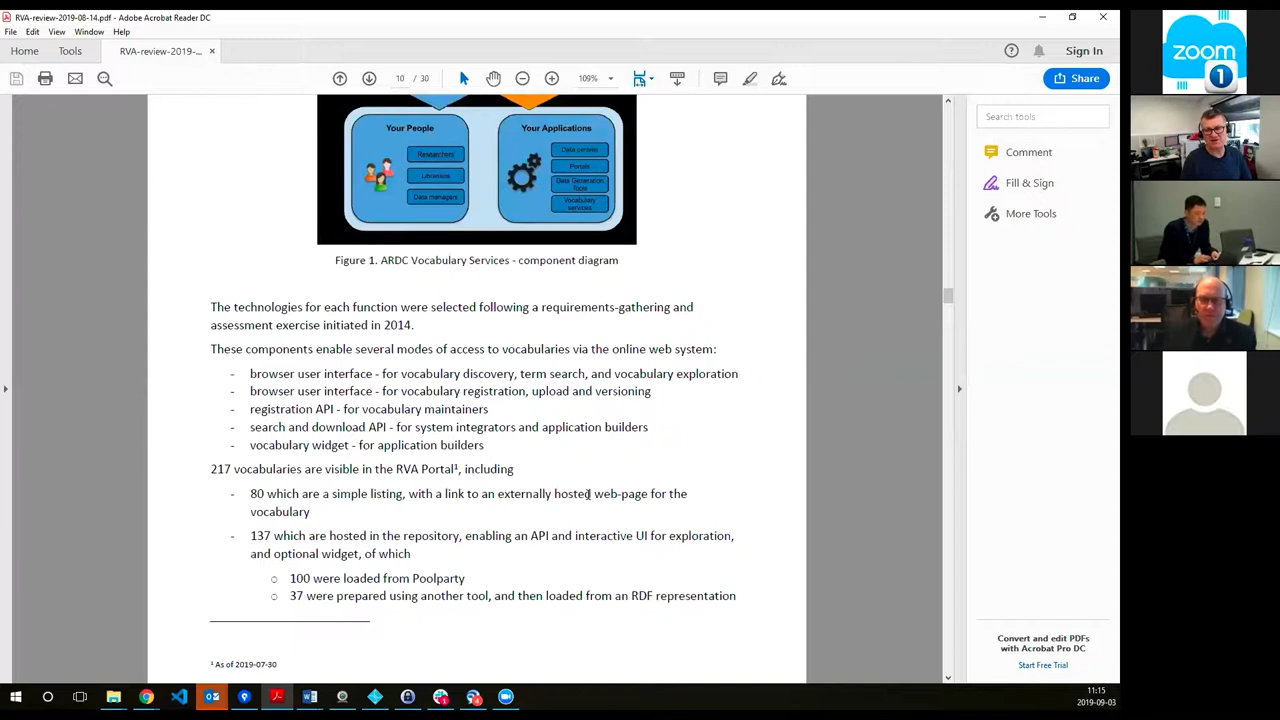 RVA-review-2019-08-14.pdf - Adobe Acrobat Reader DC
File Edit View Window Help
Home Tools RVA-review-2019-... × Sign In
10 / 30 109% Share
Your People Your Applications
Researchers
Librarians
Data managers
Data centres
Portals
Data Generation Tools
Vocabulary services
Figure 1. ARDC Vocabulary Services - component diagram
The technologies for each function were selected following a requirements-gathering and
assessment exercise initiated in 2014.
These components enable several modes of access to vocabularies via the online web system:
- browser user interface - for vocabulary discovery, term search, and vocabulary exploration
- browser user interface - for vocabulary registration, upload and versioning
- registration API - for vocabulary maintainers
- search and download API - for system integrators and application builders
- vocabulary widget - for application builders
217 vocabularies are visible in the RVA Portal¹, including
- 80 which are a simple listing, with a link to an externally hosted web-page for the
vocabulary
- 137 which are hosted in the repository, enabling an API and interactive UI for exploration,
and optional widget, of which
○ 100 were loaded from Poolparty
○ 37 were prepared using another tool, and then loaded from an RDF representation
¹ As of 2019-07-30
Search tools
Comment
Fill & Sign
More Tools
Convert and edit PDFs
with Acrobat Pro DC
Start Free Trial
zoom
1
11:15
2019-09-03